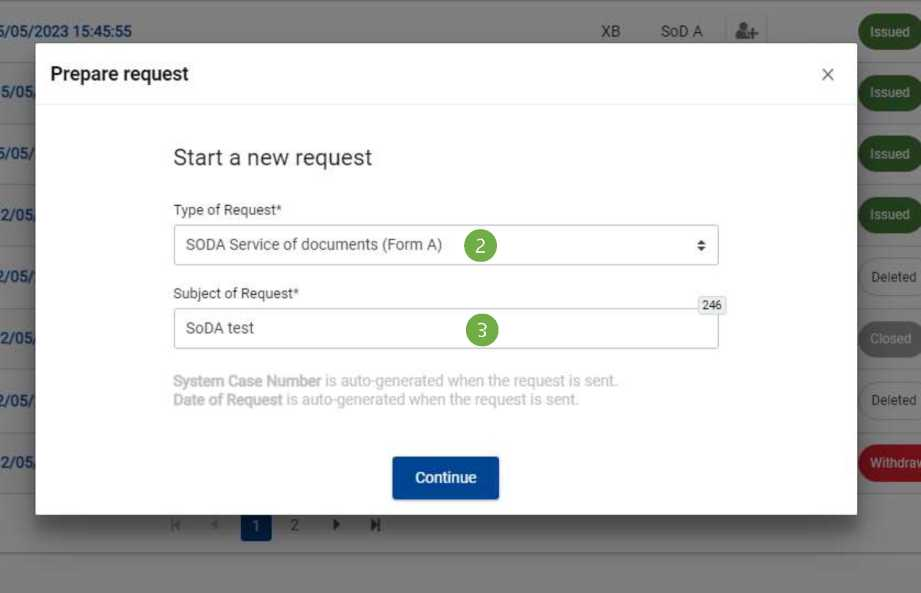 5/05/2023 15:45:55 XB SoD A Issued
Prepare request
5/05/ Issued
Start a new request
5/05/ Issued
Type of Request*
2/05/ Issued
SODA Service of documents (Form A) 2
2/05/ Deleted
Subject of Request*
246
SoDA test 3
2/05/ Closed
System Case Number is auto-generated when the request is sent.
Date of Request is auto-generated when the request is sent.
2/05/ Deleted
2/05/ Withdraw
Continue
1 2